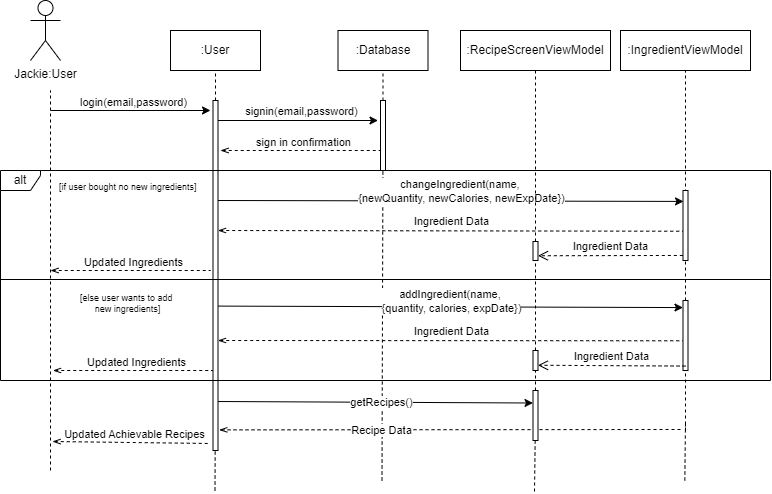 :User
:Database
:RecipeScreenViewModel
:IngredientViewModel
Jackie:User
login(email,password)
signin(email,password)
sign in confirmation
alt
[if user bought no new ingredients]
changeIngredient(name,
{newQuantity, newCalories, newExpDate})
Ingredient Data
Ingredient Data
Updated Ingredients
[else user wants to add
new ingredients]
addIngredient(name,
{quantity, calories, expDate})
Ingredient Data
Ingredient Data
Updated Ingredients
getRecipes()
Recipe Data
Updated Achievable Recipes